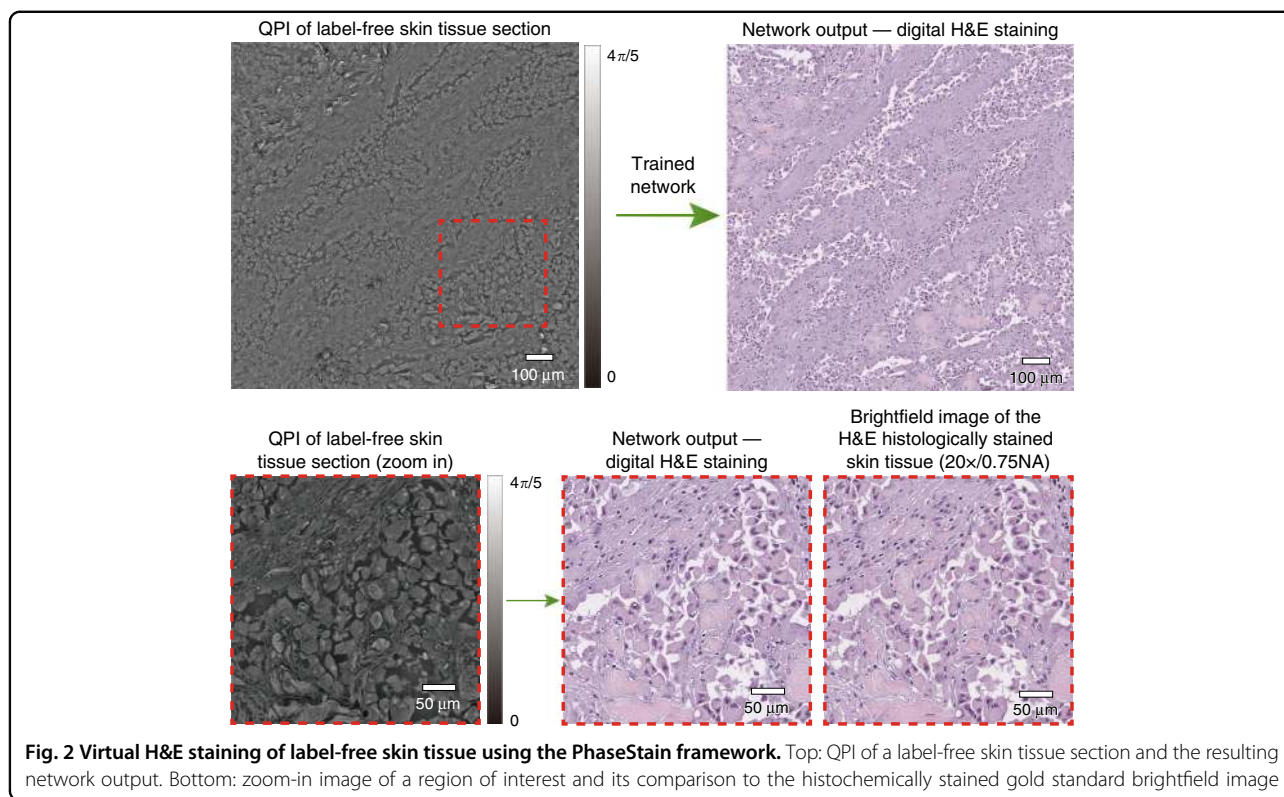 QPI of label-free skin tissue section
Network output — digital H&E staining
4π/5
Trained
network
100 µm
0
100 µm
QPI of label-free skin
tissue section (zoom in)
Network output —
digital H&E staining
Brightfield image of the
H&E histologically stained
skin tissue (20×/0.75NA)
4π/5
50 µm
0
50 µm
50 µm
Fig. 2 Virtual H&E staining of label-free skin tissue using the PhaseStain framework. Top: QPI of a label-free skin tissue section and the resulting
network output. Bottom: zoom-in image of a region of interest and its comparison to the histochemically stained gold standard brightfield image